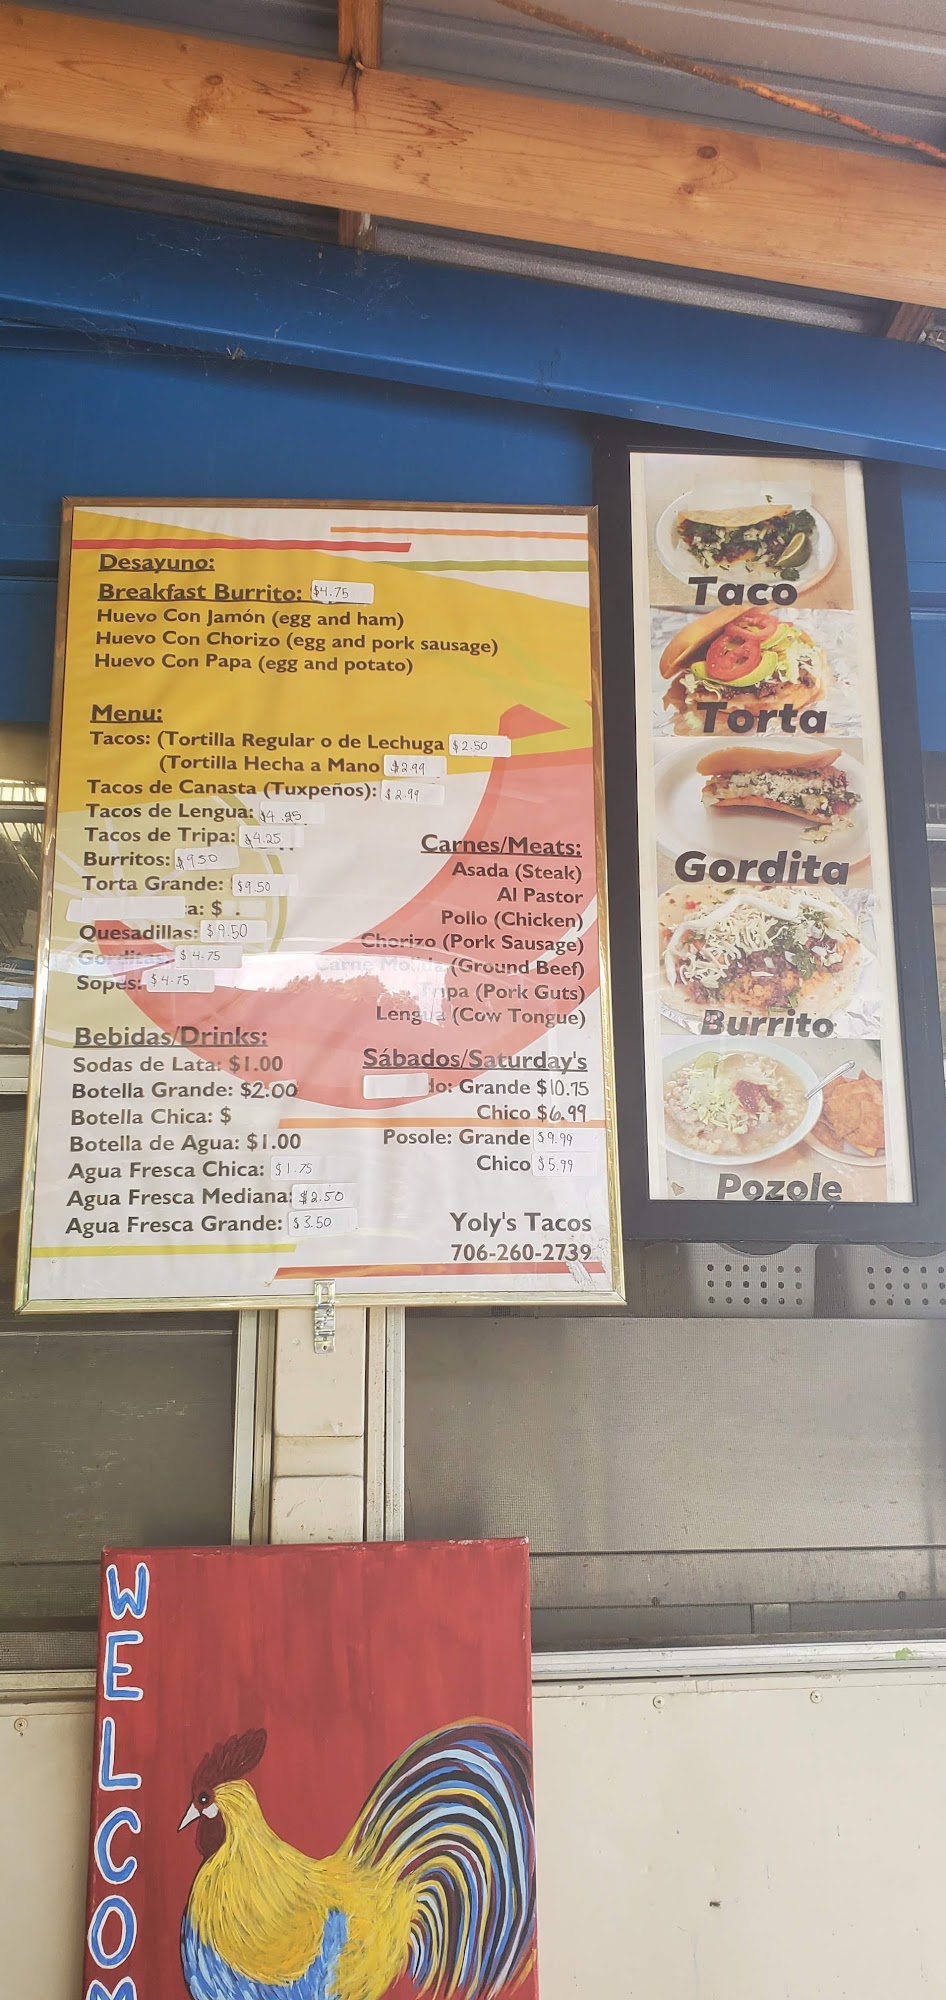 Desayuno:
Breakfast Burrito: $4.75
Huevo Con Jamón (egg and ham)
Huevo Con Chorizo (egg and pork sausage)
Huevo Con Papa (egg and potato)
Menu:
Tacos: (Tortilla Regular o de Lechuga $2.50
(Tortilla Hecha a Mano $2.99
Tacos de Canasta (Tuxpeños): $2.99
Tacos de Lengua: $4.25
Tacos de Tripa: $4.25
Burritos: $9.50
Torta Grande: $9.50
a: $ .
Quesadillas: $9.50
Gorditas: $4.75
Sopes: $4.75
Carnes/Meats:
Asada (Steak)
Al Pastor
Pollo (Chicken)
Chorizo (Pork Sausage)
Carne Molida (Ground Beef)
Tripa (Pork Guts)
Lengua (Cow Tongue)
Bebidas/Drinks:
Sodas de Lata: $1.00
Botella Grande: $2.00
Botella Chica: $
Botella de Agua: $1.00
Agua Fresca Chica: $1.75
Agua Fresca Mediana: $2.50
Agua Fresca Grande: $3.50
Sábados/Saturday's
do: Grande $10.75
Chico $6.99
Posole: Grande $9.99
Chico $5.99
Yoly's Tacos
706-260-2739
Taco
Torta
Gordita
Burrito
Pozole
WELCOM